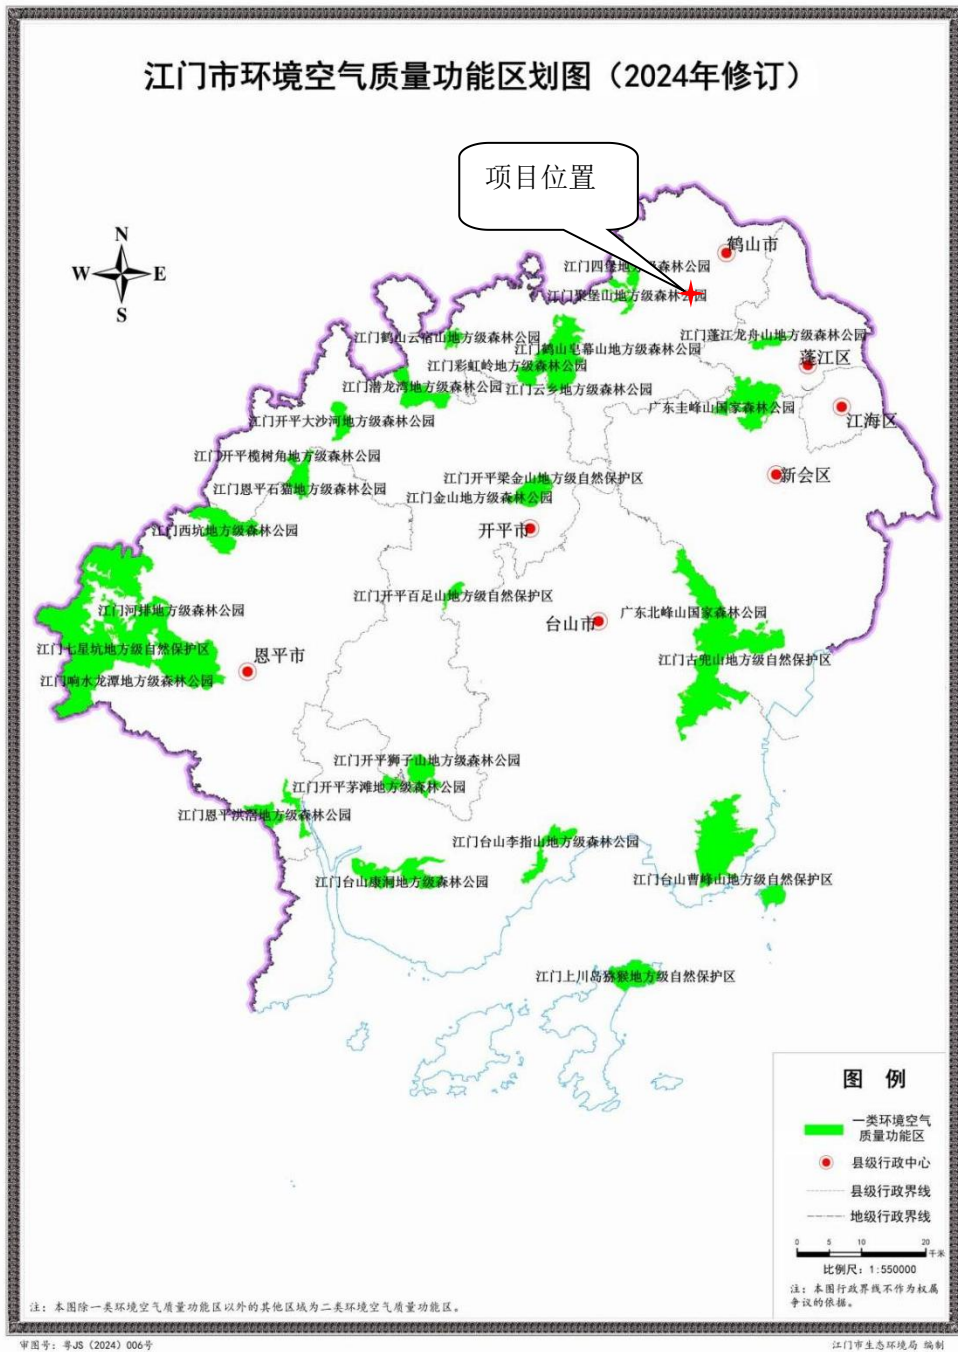 江门市环境空气质量功能区划图（2024年修订）
项目位置
N
W
E
S
鹤山市
江门四堡地方级森林公园
江门聚堡山地方级森林公园
江门鹤山云宿山地方级森林公园
江门蓬江龙舟山地方级森林公园
江门鹤山皂幕山地方级森林公园
蓬江区
江门彩虹岭地方级森林公园
江门潜龙湾地方级森林公园
江门云乡地方级森林公园
广东圭峰山国家森林公园
江门开平大沙河地方级森林公园
江海区
江门开平榄树角地方级森林公园
新会区
江门开平梁金山地方级自然保护区
江门恩平石猫地方级森林公园
江门金山地方级森林公园
江门西坑地方级森林公园
开平市
江门开平百足山地方级自然保护区
江门河排地方级森林公园
广东北峰山国家森林公园
台山市
江门七星坑地方级自然保护区
恩平市
江门古兜山地方级自然保护区
江门响水龙潭地方级森林公园
江门开平狮子山地方级森林公园
江门开平茅滩地方级森林公园
江门恩平洪滘地方级森林公园
江门台山李指山地方级森林公园
江门台山康洞地方级森林公园
江门台山曹峰山地方级自然保护区
江门上川岛猕猴地方级自然保护区
图 例
一类环境空气
质量功能区
县级行政中心
县级行政界线
地级行政界线
0 5 10 20
千米
比例尺：1:550000
注：本图行政界线不作为权属
争议的依据。
注：本图除一类环境空气质量功能区以外的其他区域为二类环境空气质量功能区。
审图号：粤JS（2024）006号
江门市生态环境局 编制